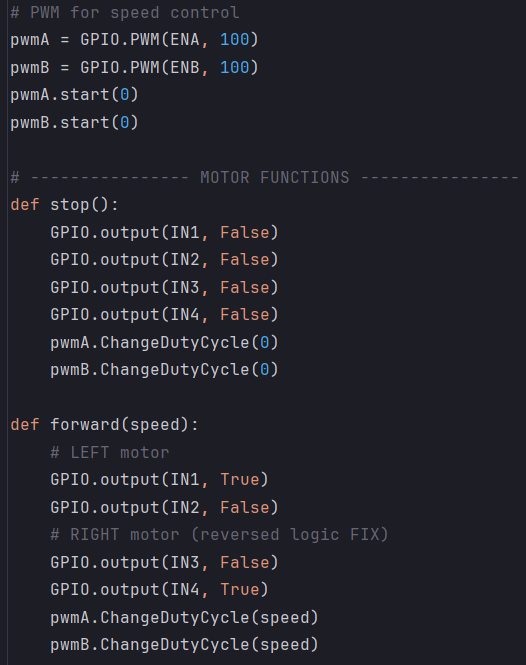 # PWM for speed control
pwmA = GPIO.PWM(ENA, 100)
pwmB = GPIO.PWM(ENB, 100)
pwmA.start(0)
pwmB.start(0)

# ---------------- MOTOR FUNCTIONS ----------------
def stop():
    GPIO.output(IN1, False)
    GPIO.output(IN2, False)
    GPIO.output(IN3, False)
    GPIO.output(IN4, False)
    pwmA.ChangeDutyCycle(0)
    pwmB.ChangeDutyCycle(0)

def forward(speed):
    # LEFT motor
    GPIO.output(IN1, True)
    GPIO.output(IN2, False)
    # RIGHT motor (reversed logic FIX)
    GPIO.output(IN3, False)
    GPIO.output(IN4, True)
    pwmA.ChangeDutyCycle(speed)
    pwmB.ChangeDutyCycle(speed)